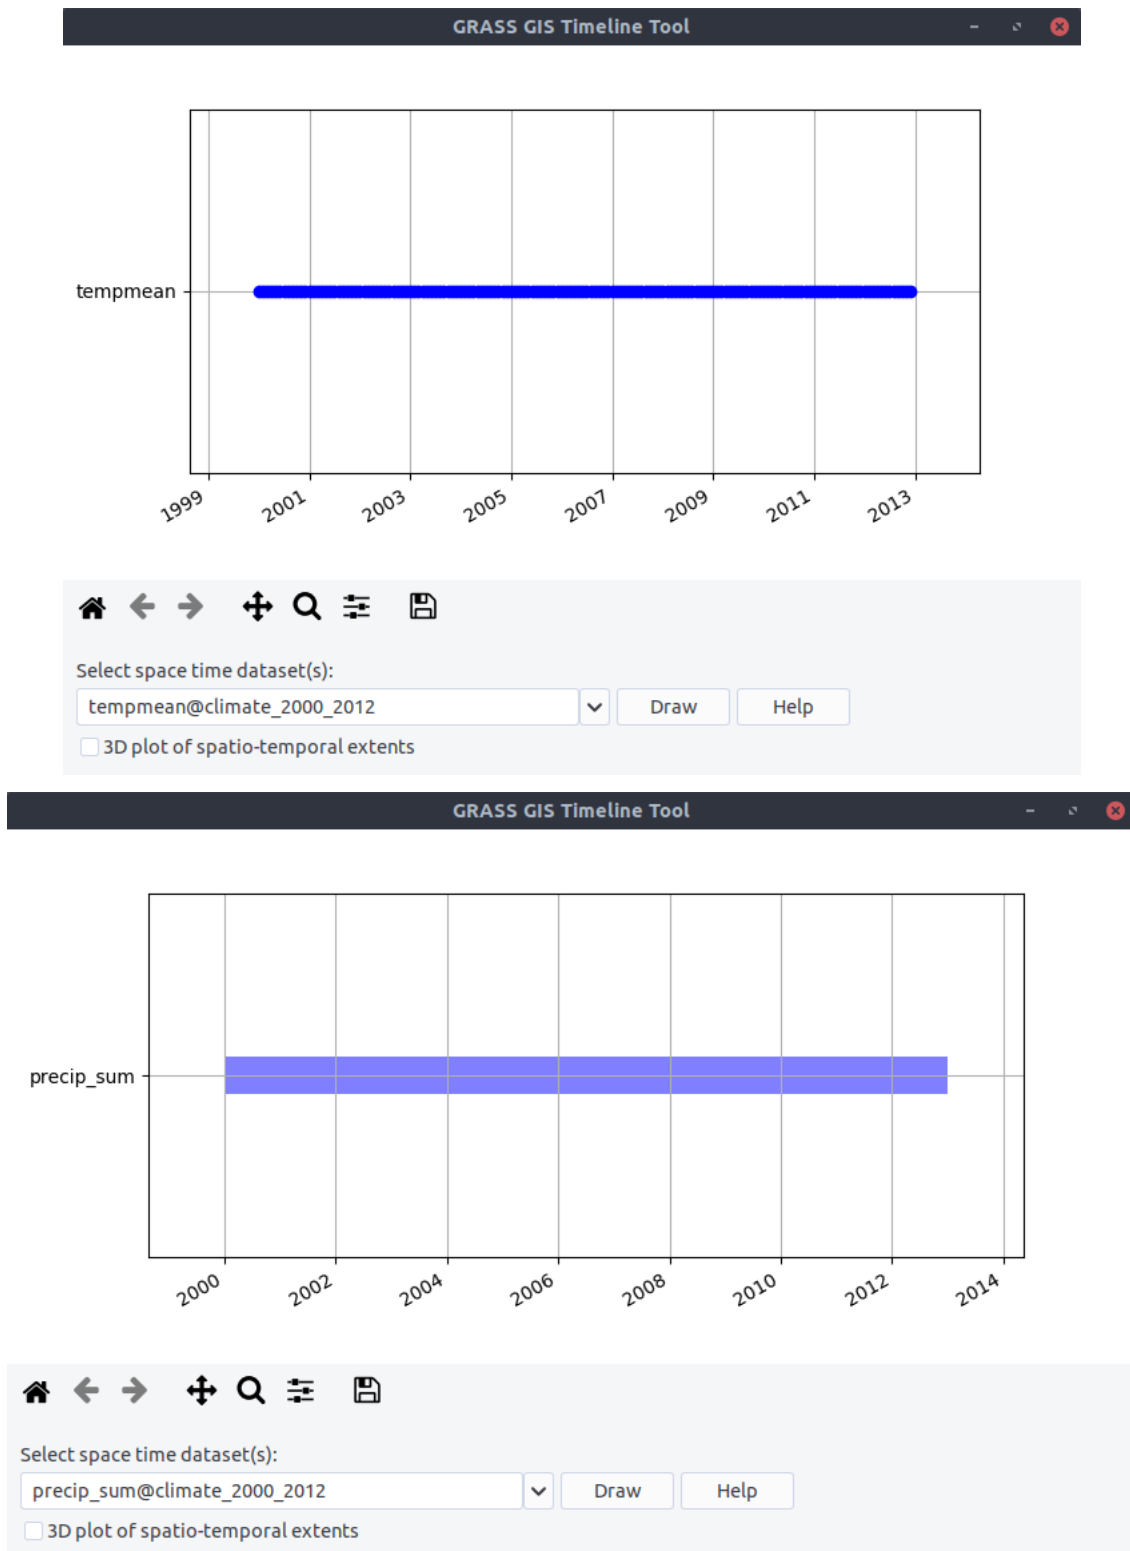 GRASS GIS Timeline Tool
tempmean
1999 2001 2003 2005 2007 2009 2011 2013
Select space time dataset(s):
tempmean@climate_2000_2012 Draw Help
3D plot of spatio-temporal extents
GRASS GIS Timeline Tool
precip_sum
2000 2002 2004 2006 2008 2010 2012 2014
Select space time dataset(s):
precip_sum@climate_2000_2012 Draw Help
3D plot of spatio-temporal extents